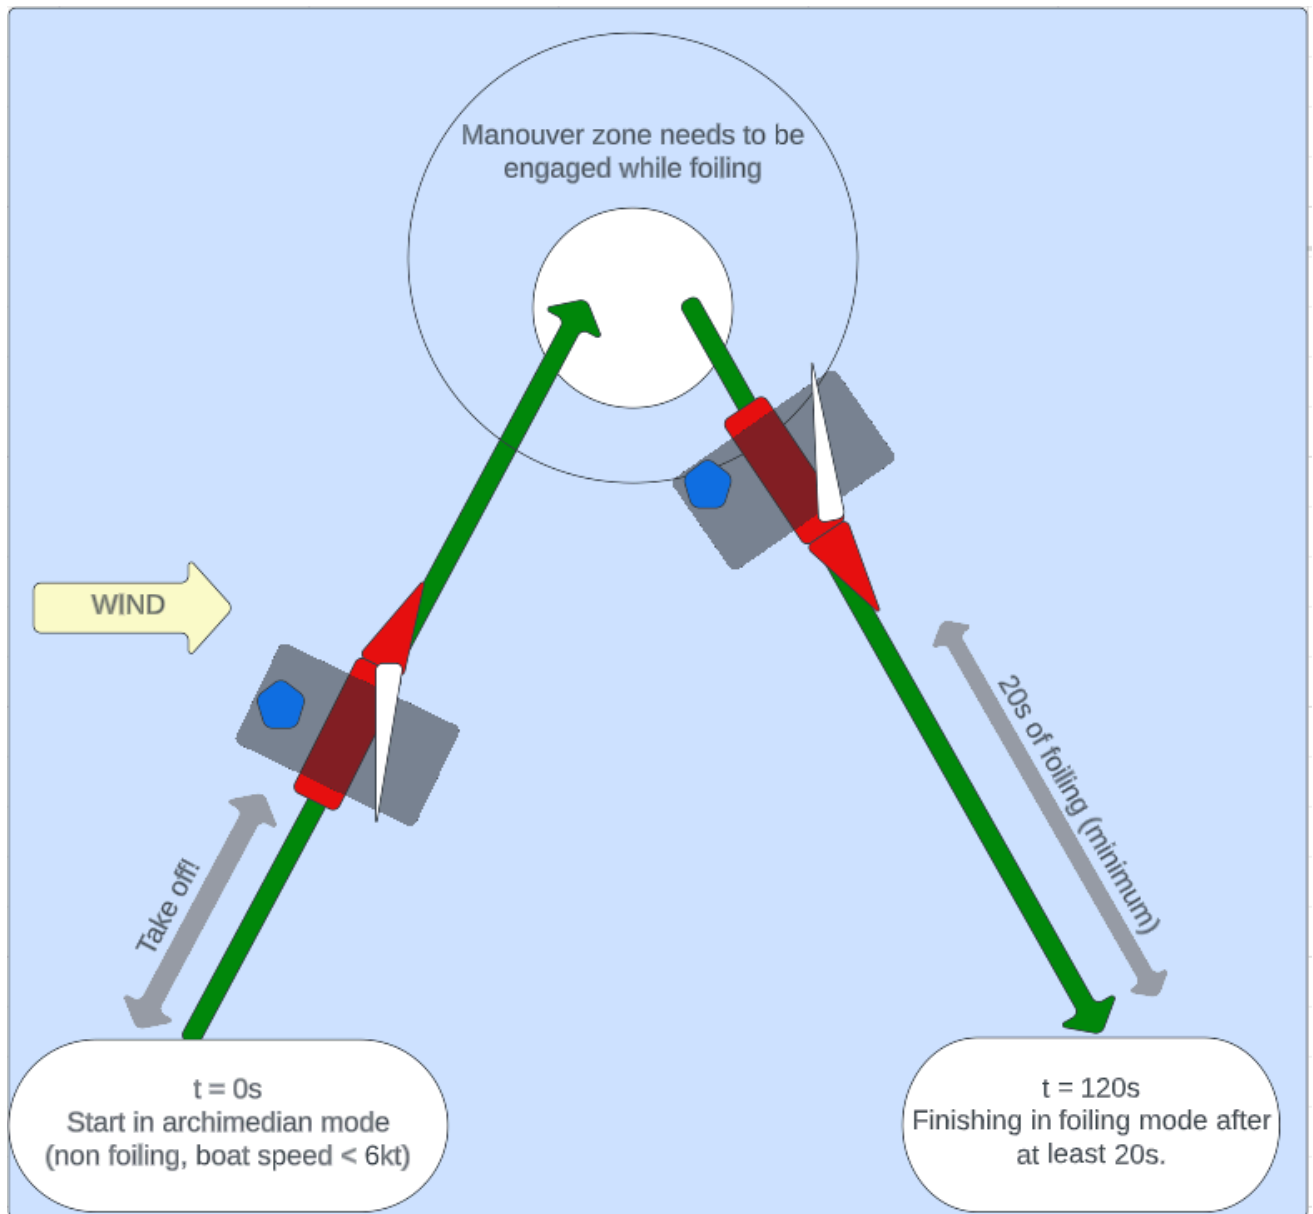 Manouver zone needs to be
engaged while foiling
WIND
Take off!
20s of foiling (minimum)
t = 0s
Start in archimedian mode
(non foiling, boat speed < 6kt)
t = 120s
Finishing in foiling mode after
at least 20s.